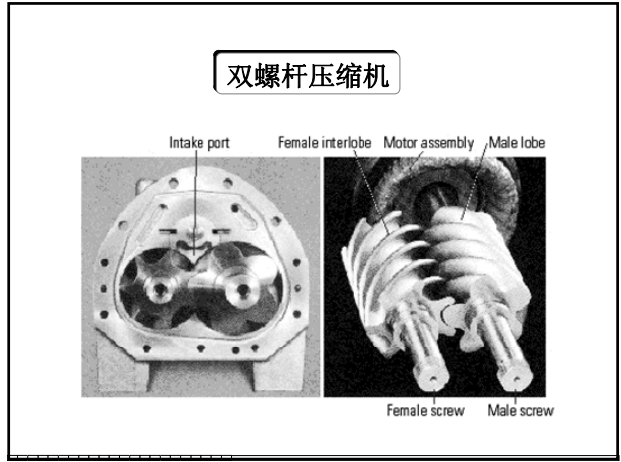 双螺杆压缩机
Intake port
Female interlobe
Motor assembly
Male lobe
Female screw
Male screw